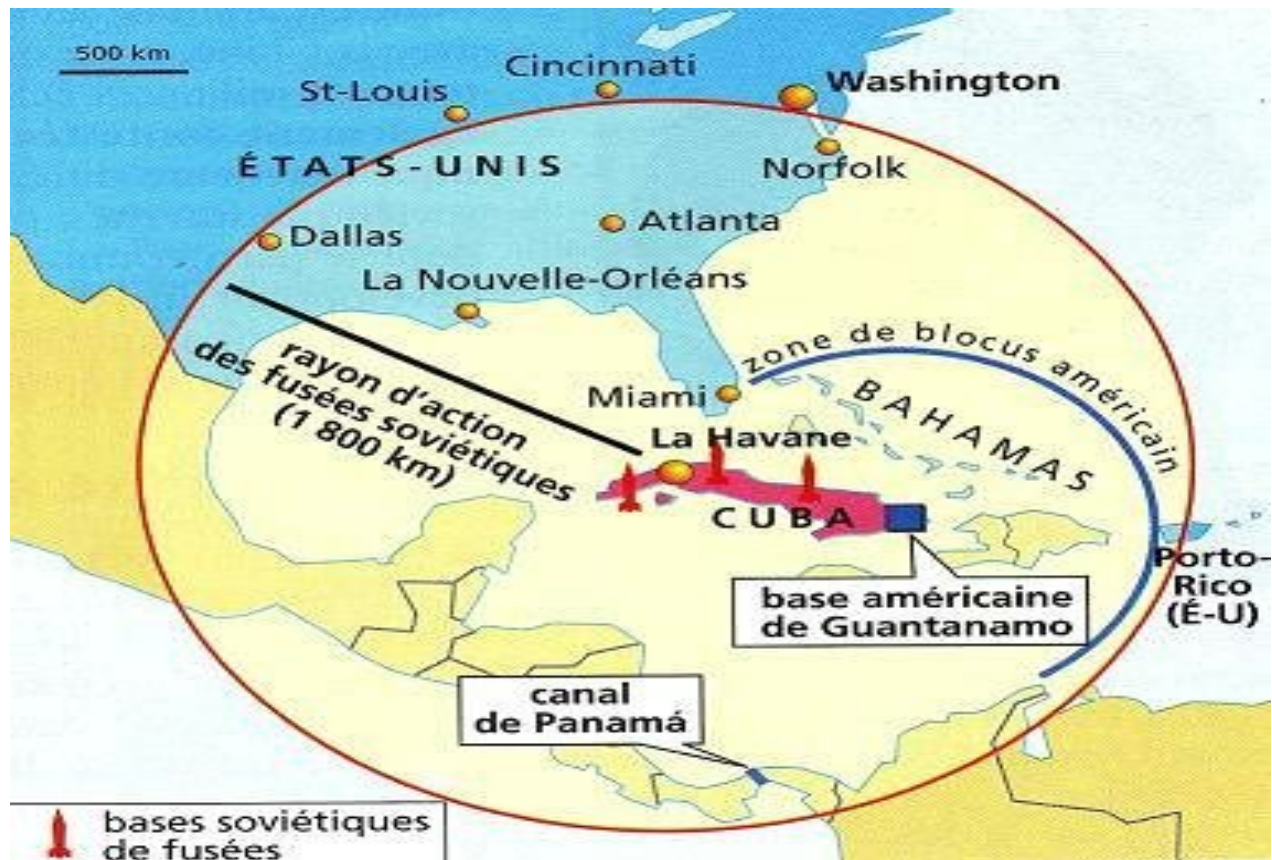 500 km
Cincinnati
St-Louis
Washington
ÉTATS-UNIS
Norfolk
Dallas
Atlanta
La Nouvelle-Orléans
rayon d'action
des fusées soviétiques
(1 800 km)
zone de blocus américain
Miami
BAHAMAS
La Havane
CUBA
Porto-
Rico
(É-U)
base américaine
de Guantanamo
canal
de Panamá
bases soviétiques
de fusées